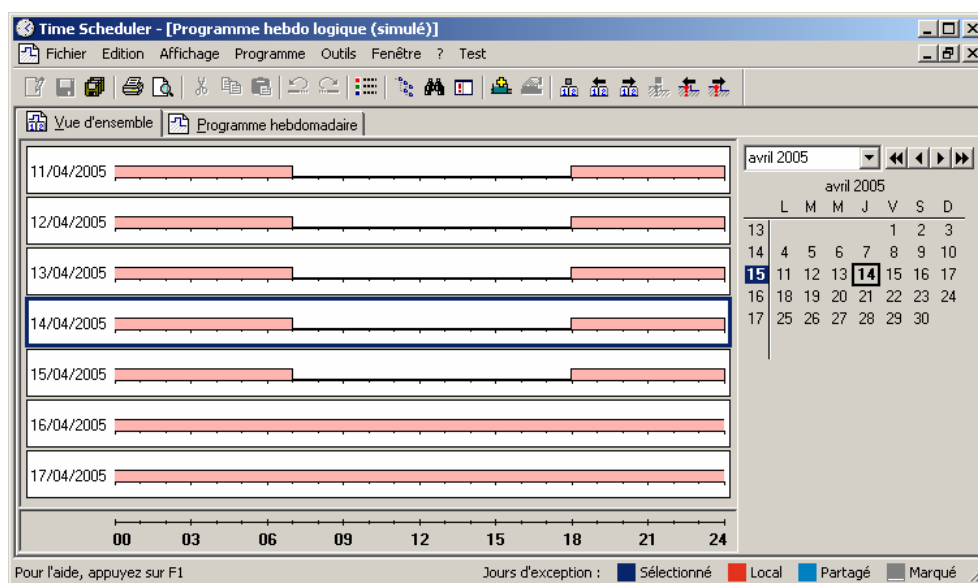 Time Scheduler - [Programme hebdo logique (simulé)]
Fichier Edition Affichage Programme Outils Fenêtre ? Test
Vue d'ensemble Programme hebdomadaire
11/04/2005
12/04/2005
13/04/2005
14/04/2005
15/04/2005
16/04/2005
17/04/2005
00 03 06 09 12 15 18 21 24
avril 2005
avril 2005
L M M J V S D
13 1 2 3
14 4 5 6 7 8 9 10
15 11 12 13 14 15 16 17
16 18 19 20 21 22 23 24
17 25 26 27 28 29 30
Pour l'aide, appuyez sur F1 Jours d'exception : Sélectionné Local Partagé Marqué